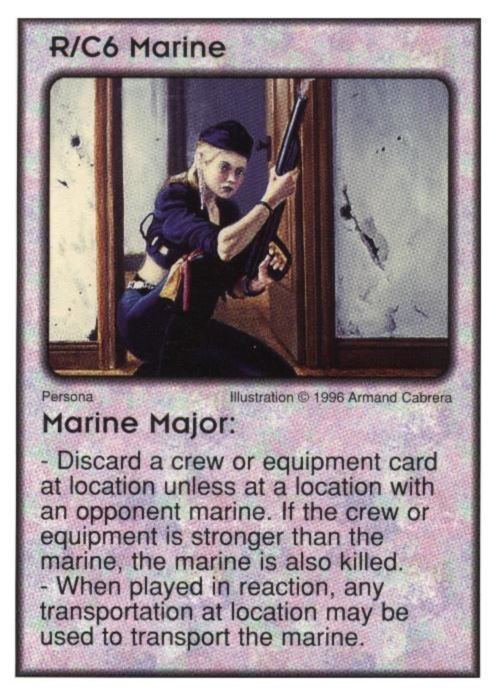 R/C6 Marine
Persona
Illustration © 1996 Armand Cabrera
Marine Major:
- Discard a crew or equipment card
at location unless at a location with
an opponent marine. If the crew or
equipment is stronger than the
marine, the marine is also killed.
- When played in reaction, any
transportation at location may be
used to transport the marine.